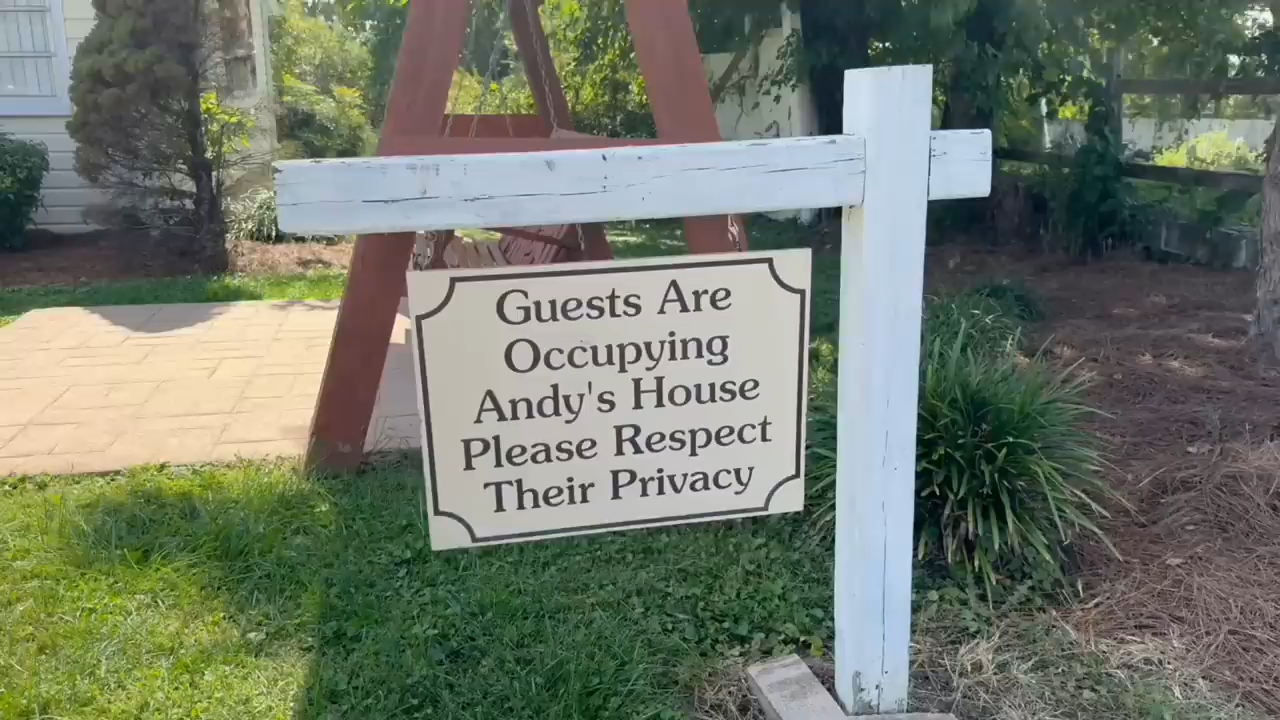 Guests Are
Occupying
Andy's House
Please Respect
Their Privacy